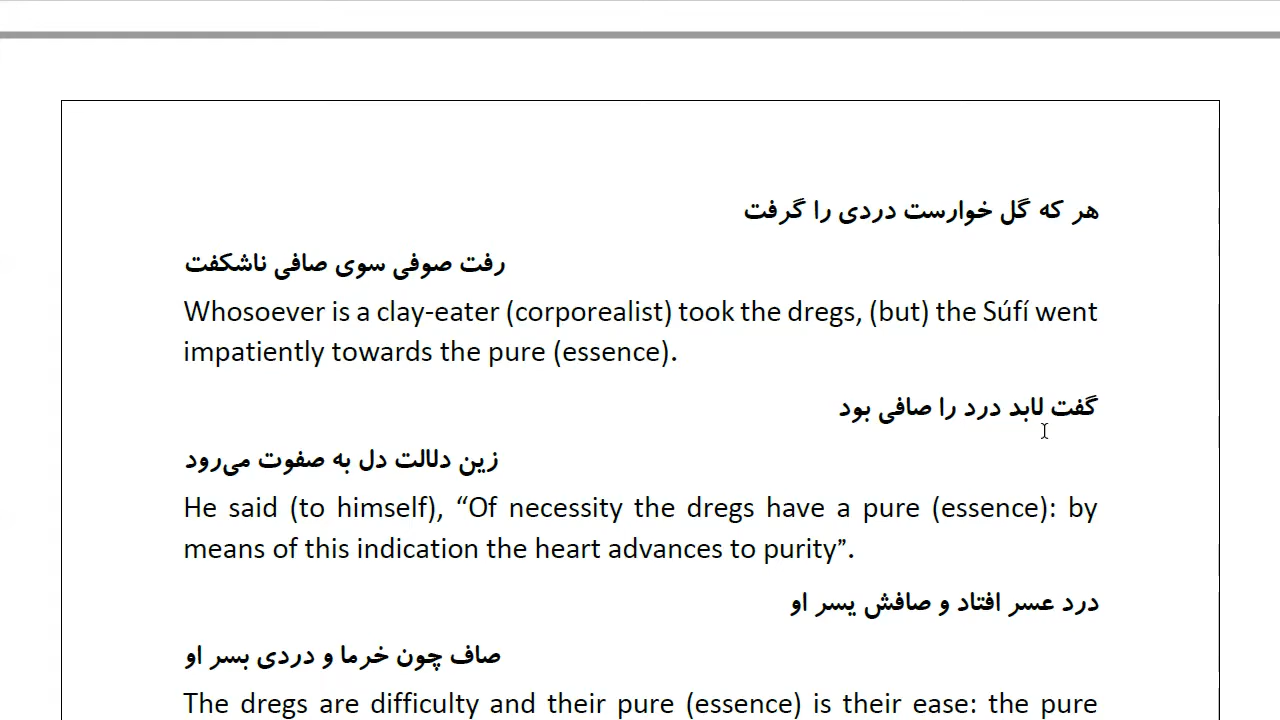 هر که گل خوارست دردی را گرفت
رفت صوفی سوی صافی ناشکفت
Whosoever is a clay-eater (corporealist) took the dregs, (but) the Súfí went
impatiently towards the pure (essence).
گفت لابد درد را صافی بود
زین دلالت دل به صفوت می‌رود
He said (to himself), “Of necessity the dregs have a pure (essence): by
means of this indication the heart advances to purity”.
درد عسر افتاد و صافش یسر او
صاف چون خرما و دردی بسر او
The dregs are difficulty and their pure (essence) is their ease: the pure